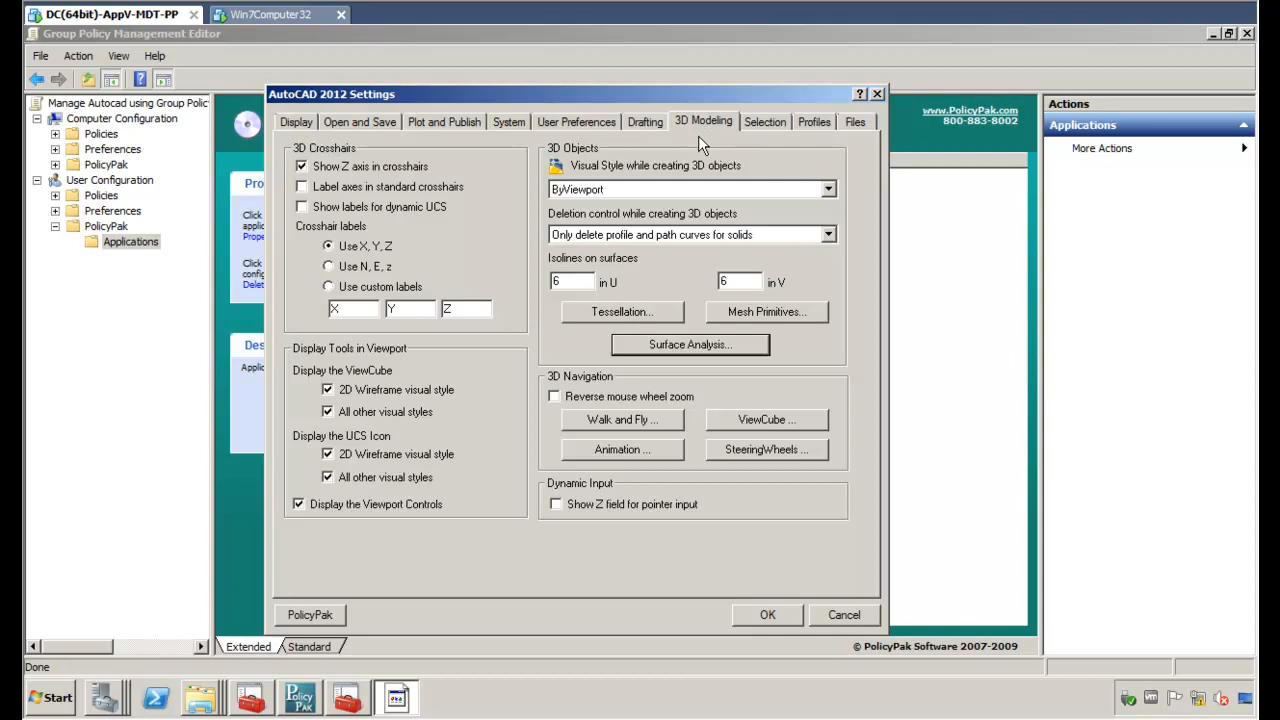 DC(64bit)-AppV-MDT-PP
Win7Computer32
Group Policy Management Editor
File Action View Help
Manage Autocad using Group Polic
Computer Configuration
Policies
Preferences
PolicyPak
User Configuration
Policies
Preferences
PolicyPak
Applications
Pro
Click
applic
Prope
Click
config
Delet
Des
Applic
www.PolicyPak.com
800-883-8002
Actions
Applications
More Actions
AutoCAD 2012 Settings
Display Open and Save Plot and Publish System User Preferences Drafting 3D Modeling Selection Profiles Files
3D Crosshairs
Show Z axis in crosshairs
Label axes in standard crosshairs
Show labels for dynamic UCS
Crosshair labels
Use X, Y, Z
Use N, E, z
Use custom labels
X Y Z
Display Tools in Viewport
Display the ViewCube
2D Wireframe visual style
All other visual styles
Display the UCS Icon
2D Wireframe visual style
All other visual styles
Display the Viewport Controls
3D Objects
Visual Style while creating 3D objects
ByViewport
Deletion control while creating 3D objects
Only delete profile and path curves for solids
Isolines on surfaces
6 in U 6 in V
Tessellation... Mesh Primitives...
Surface Analysis...
3D Navigation
Reverse mouse wheel zoom
Walk and Fly ... ViewCube ...
Animation ... SteeringWheels ...
Dynamic Input
Show Z field for pointer input
PolicyPak OK Cancel
Extended Standard
© PolicyPak Software 2007-2009
Done
Start
Policy
Pak